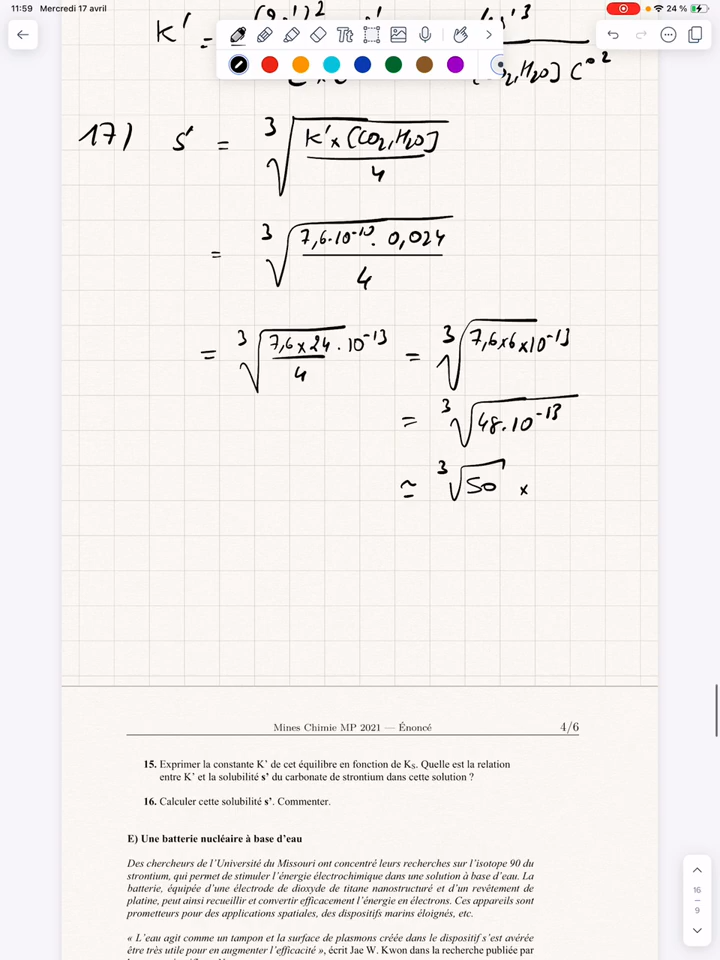 11:59 Mercredi 17 avril
24 %
K' =
[CO₂,H₂O] C°²
17) s' = ∛(K' × [CO₂,H₂O] / 4)
= ∛(7,6·10⁻¹⁰ · 0,024 / 4)
= ∛(7,6 × 24 / 4 · 10⁻¹³) = ∛(7,6×6×10⁻¹³)
= ∛(48·10⁻¹³)
≃ ∛50 ×
Mines Chimie MP 2021 — Énoncé 4/6
15. Exprimer la constante K' de cet équilibre en fonction de Kₛ. Quelle est la relation
entre K' et la solubilité s' du carbonate de strontium dans cette solution ?
16. Calculer cette solubilité s'. Commenter.
E) Une batterie nucléaire à base d'eau
Des chercheurs de l'Université du Missouri ont concentré leurs recherches sur l'isotope 90 du
strontium, qui permet de stimuler l'énergie électrochimique dans une solution à base d'eau. La
batterie, équipée d'une électrode de dioxyde de titane nanostructuré et d'un revêtement de
platine, peut ainsi recueillir et convertir efficacement l'énergie en électrons. Ces appareils sont
prometteurs pour des applications spatiales, des dispositifs marins éloignés, etc.
« L'eau agit comme un tampon et la surface de plasmons créée dans le dispositif s'est avérée
être très utile pour en augmenter l'efficacité », écrit Jae W. Kwon dans la recherche publiée par
16
–
9